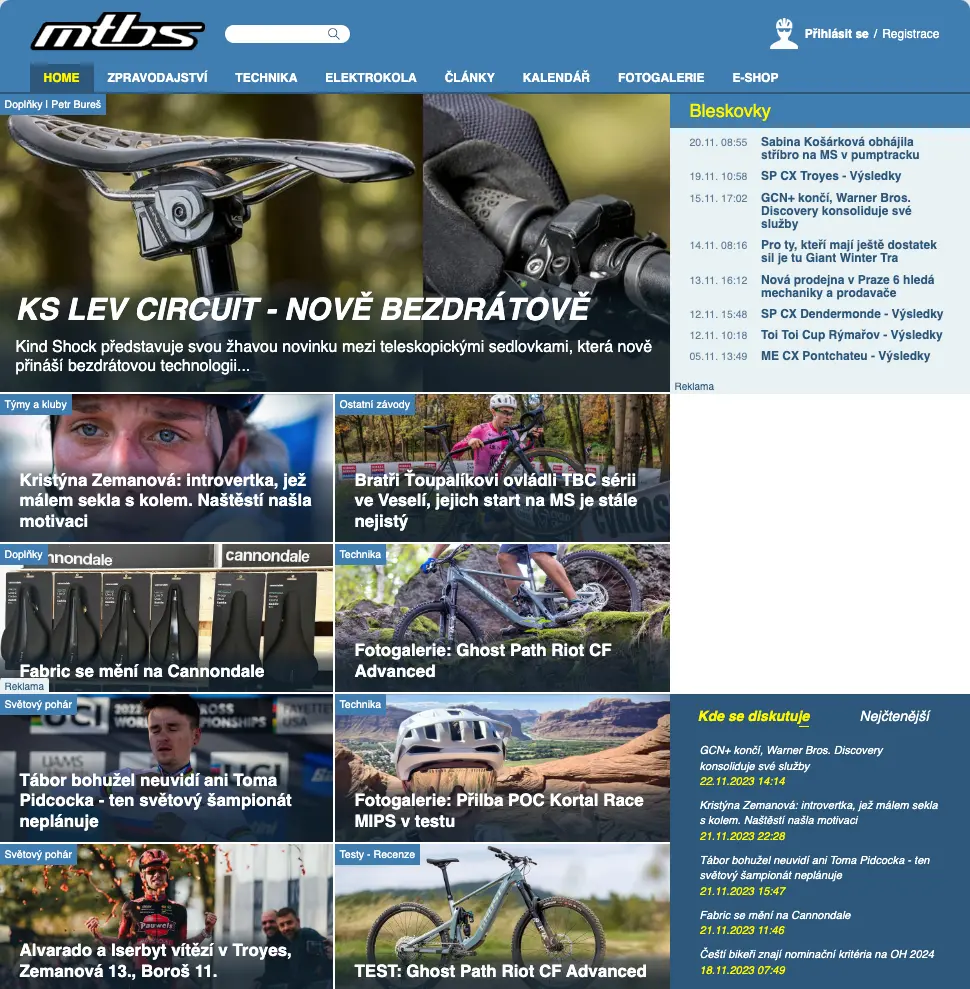 mtbs
Přihlásit se / Registrace
HOME ZPRAVODAJSTVÍ TECHNIKA ELEKTROKOLA ČLÁNKY KALENDÁŘ FOTOGALERIE E-SHOP
Doplňky | Petr Bureš
KS
KS LEV CIRCUIT - NOVĚ BEZDRÁTOVĚ
Kind Shock představuje svou žhavou novinku mezi teleskopickými sedlovkami, která nově
přináší bezdrátovou technologii...
Bleskovky
20.11. 08:55 Sabina Košárková obhájila
stříbro na MS v pumptracku
19.11. 10:58 SP CX Troyes - Výsledky
15.11. 17:02 GCN+ končí, Warner Bros.
Discovery konsoliduje své
služby
14.11. 08:16 Pro ty, kteří mají ještě dostatek
sil je tu Giant Winter Tra
13.11. 16:12 Nová prodejna v Praze 6 hledá
mechaniky a prodavače
12.11. 15:48 SP CX Dendermonde - Výsledky
12.11. 10:18 Toi Toi Cup Rýmařov - Výsledky
05.11. 13:49 ME CX Pontchateu - Výsledky
Reklama
Týmy a kluby
Kristýna Zemanová: introvertka, jež
málem sekla s kolem. Naštěstí našla
motivaci
Ostatní závody
Bratři Ťoupalíkovi ovládli TBC sérii
ve Veselí, jejich start na MS je stále
nejistý
Doplňky
nnondale
cannondale
Fabric se mění na Cannondale
Reklama
Technika
Fotogalerie: Ghost Path Riot CF
Advanced
Světový pohár
UCI 2022 ROSS
MPIONSHIPS
FAYETTE
USA
UAMS
Tábor bohužel neuvidí ani Toma
Pidcocka - ten světový šampionát
neplánuje
Technika
Fotogalerie: Přilba POC Kortal Race
MIPS v testu
Světový pohár
Pauwels
Alvarado a Iserbyt vítězí v Troyes,
Zemanová 13., Boroš 11.
Testy - Recenze
TEST: Ghost Path Riot CF Advanced
Kde se diskutuje Nejčtenější
GCN+ končí, Warner Bros. Discovery
konsoliduje své služby
22.11.2023 14:14
Kristýna Zemanová: introvertka, jež málem sekla
s kolem. Naštěstí našla motivaci
21.11.2023 22:28
Tábor bohužel neuvidí ani Toma Pidcocka - ten
světový šampionát neplánuje
21.11.2023 15:47
Fabric se mění na Cannondale
21.11.2023 11:46
Čeští bikeři znají nominační kritéria na OH 2024
18.11.2023 07:49